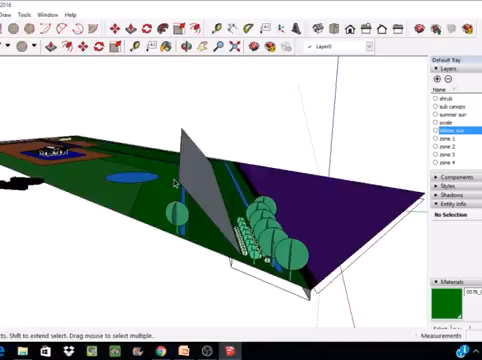 2016
Draw Tools Window Help
Layer0
Default Tray
Layers
Name
shrub
sub canopy
summer sun
swale
winter sun
zone 1
zone 2
zone 3
zone 4
Components
Styles
Shadows
Entity Info
No Selection
Materials
cts. Shift to extend select. Drag mouse to select multiple.
Measurements